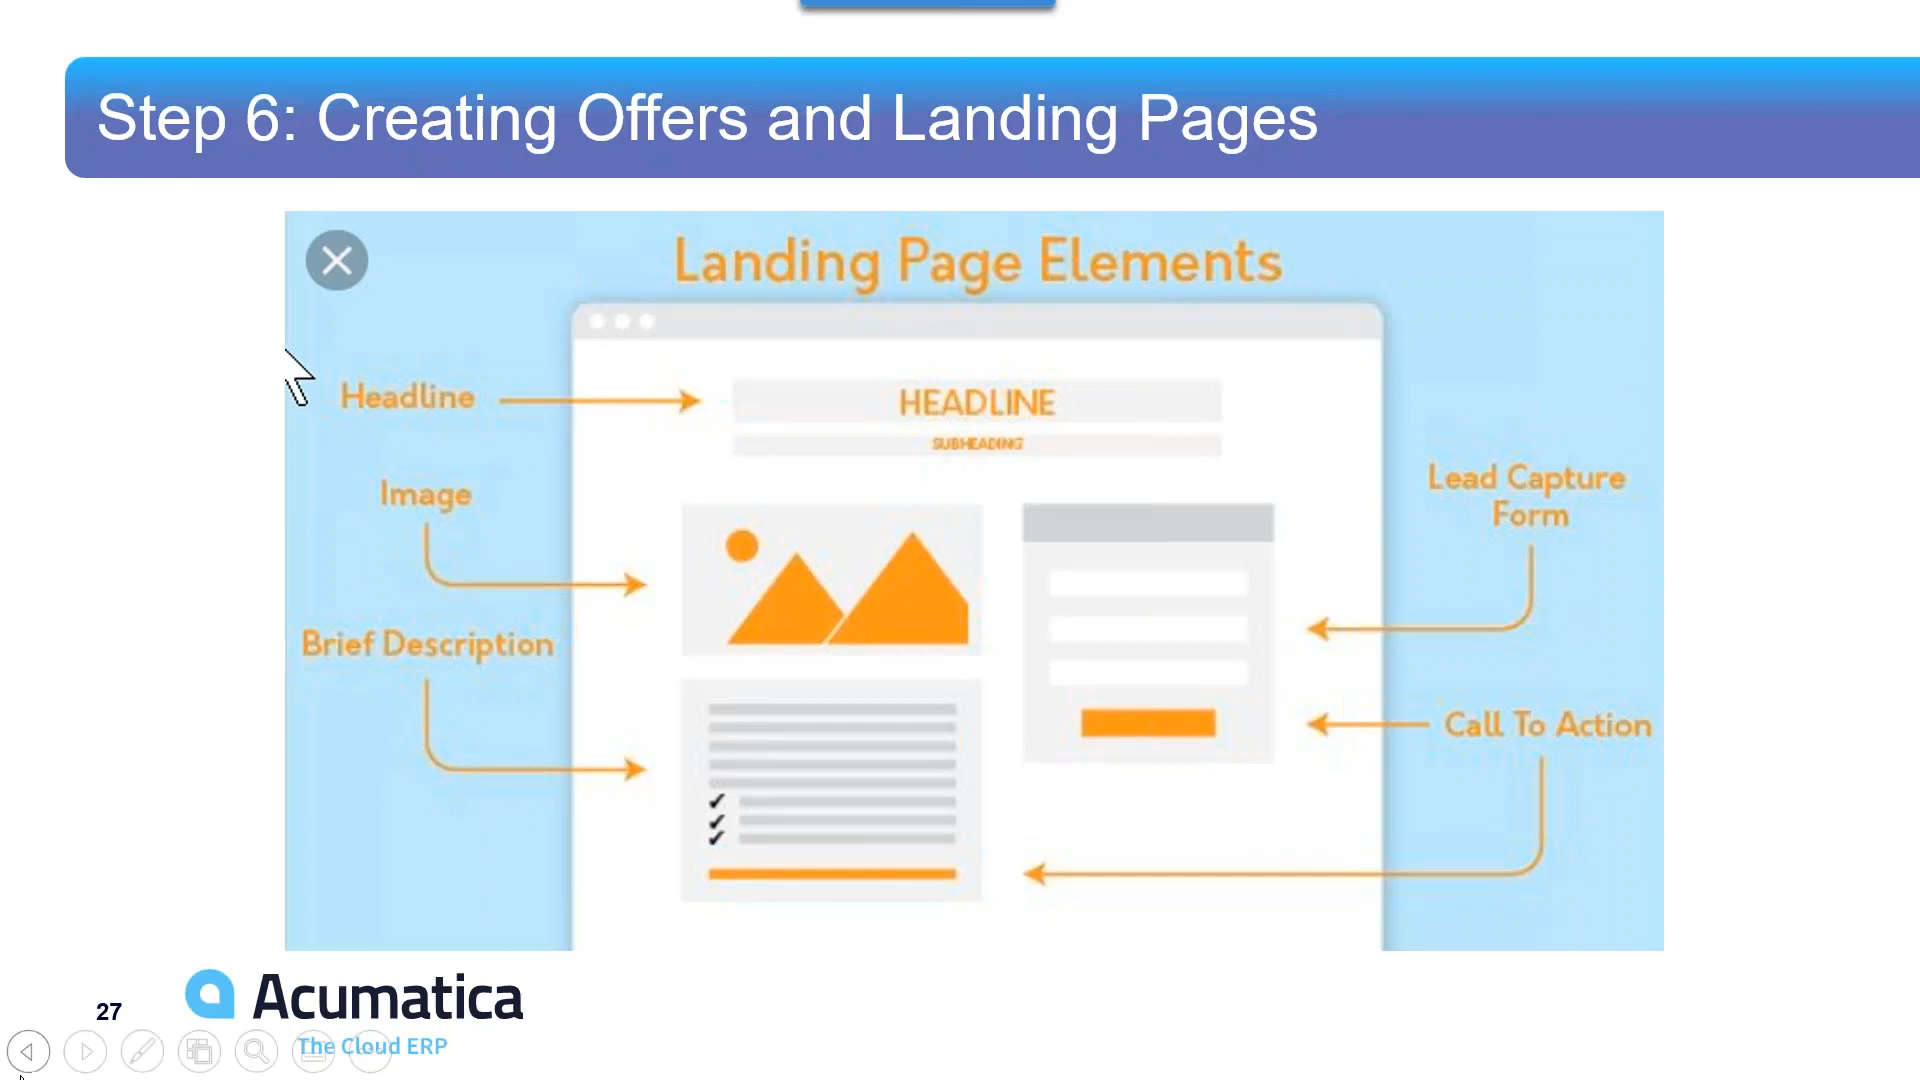 Step 6: Creating Offers and Landing Pages
Landing Page Elements
Headline
HEADLINE
SUBHEADING
Image
Lead Capture
Form
Brief Description
Call To Action
27
Acumatica
The Cloud ERP